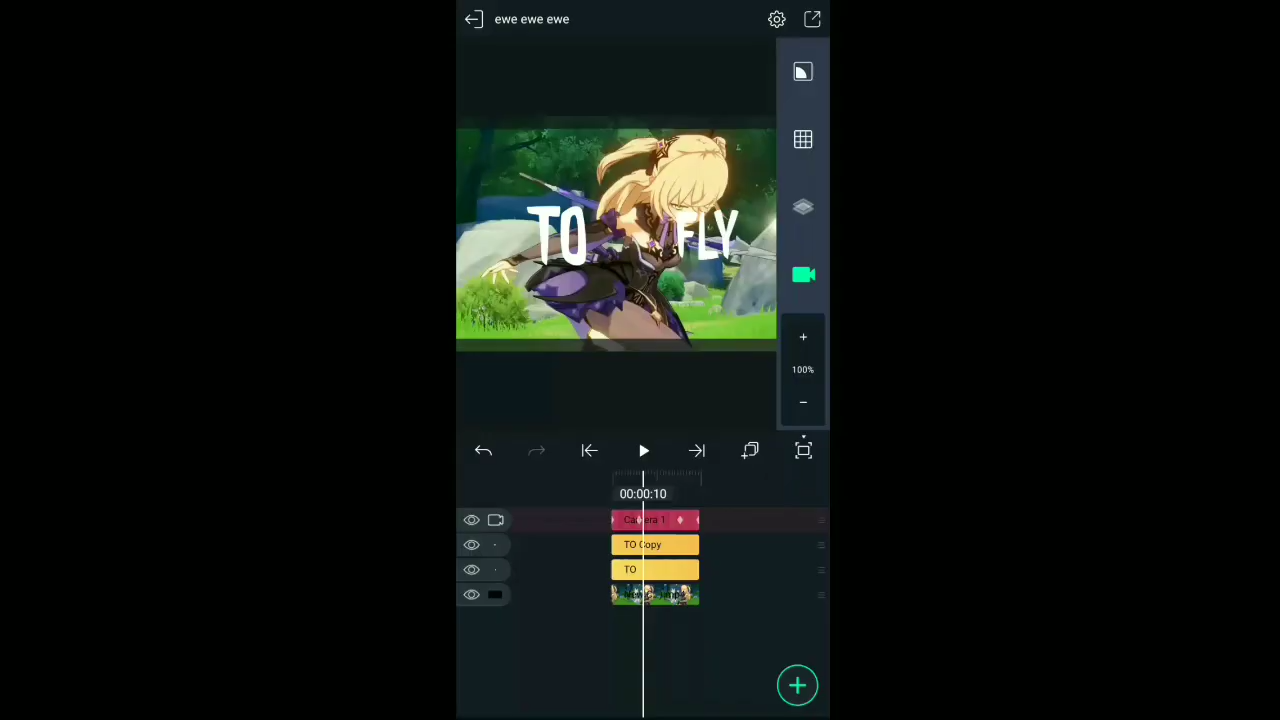 ewe ewe ewe
TO FLY
100%
00:00:10
Camera 1
TO Copy
TO